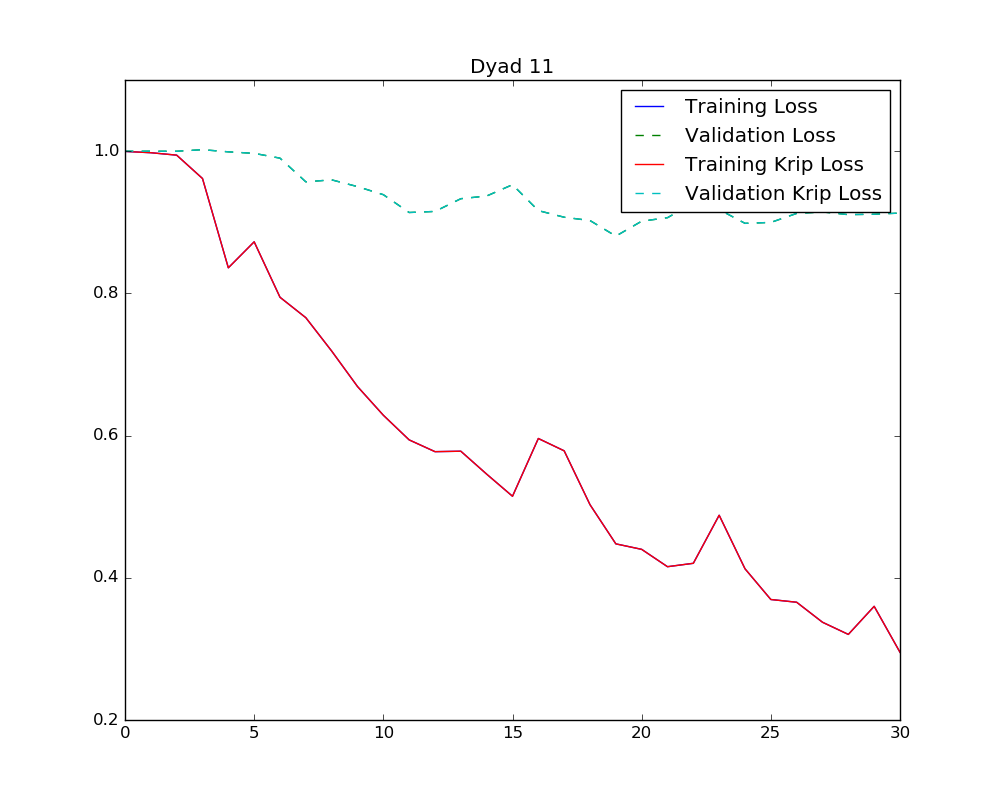 Dyad 11
Training Loss
Validation Loss
Training Krip Loss
Validation Krip Loss
1.0
0.8
0.6
0.4
0.2
0 5 10 15 20 25 30